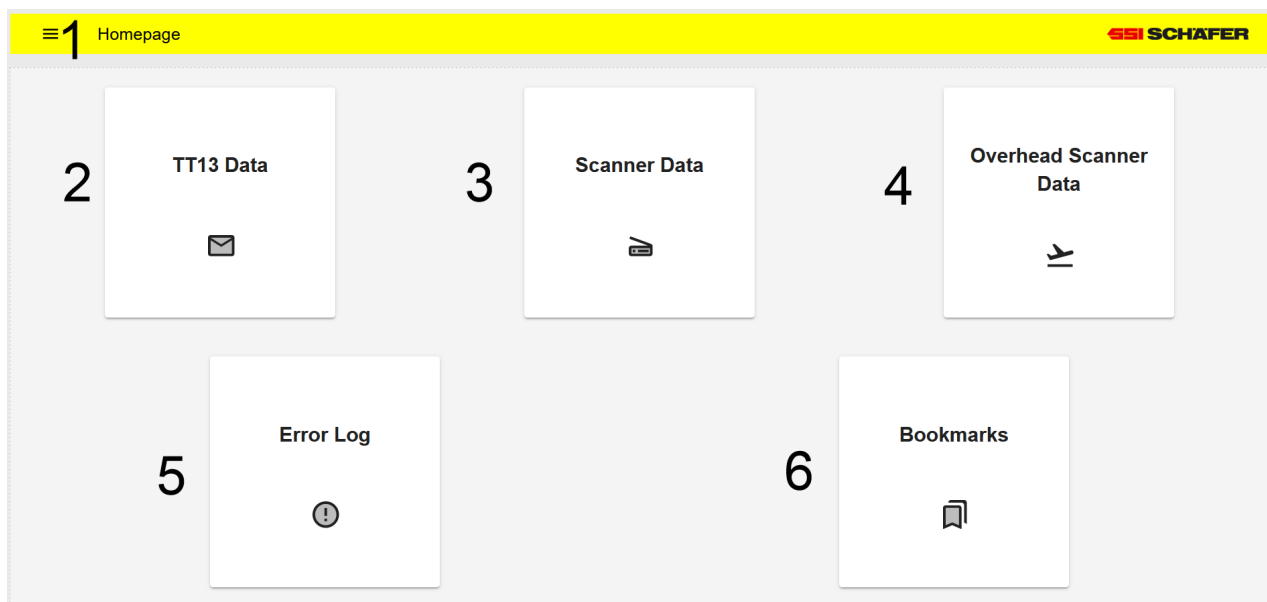 1 Homepage SSI SCHÄFER
2 TT13 Data
3 Scanner Data
4 Overhead Scanner
Data
5 Error Log
6 Bookmarks